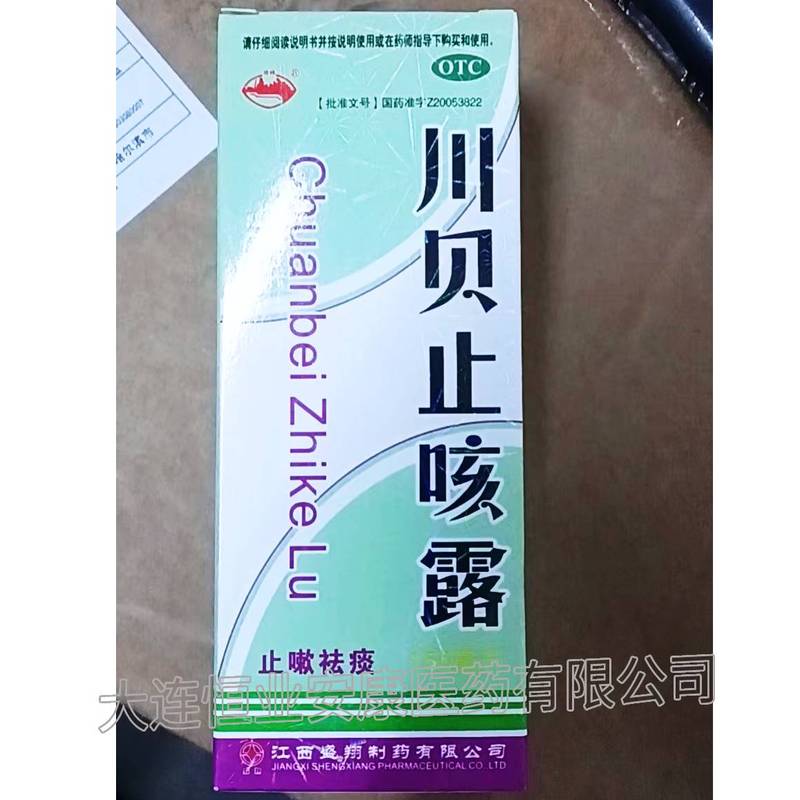 请仔细阅读说明书并按说明使用或在药师指导下购买和使用。
OTC
【批准文号】国药准字Z20053822
川贝止咳露
Chuanbei Zhike Lu
止嗽祛痰
大连恒业安康医药有限公司
江西盛翔制药有限公司
JIANGXI SHENGXIANG PHARMACEUTICAL CO. LTD